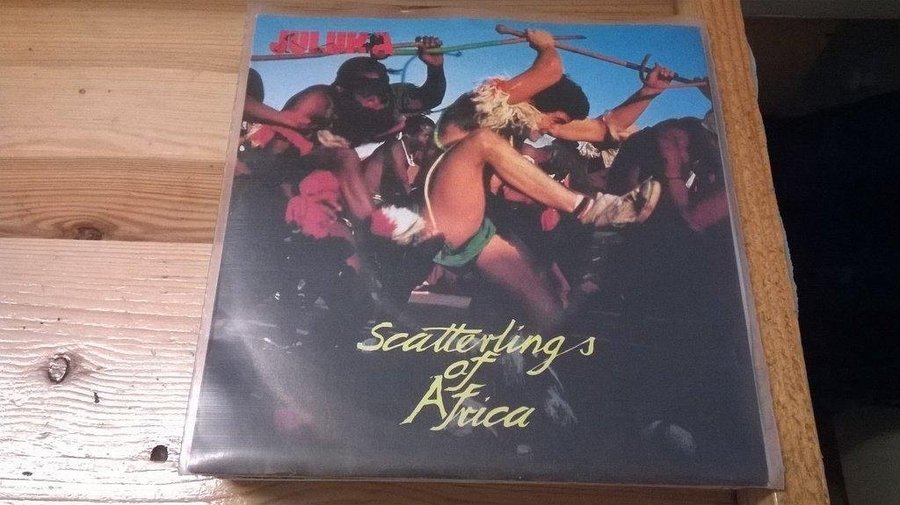 JULUKA
Scatterlings
of
Africa